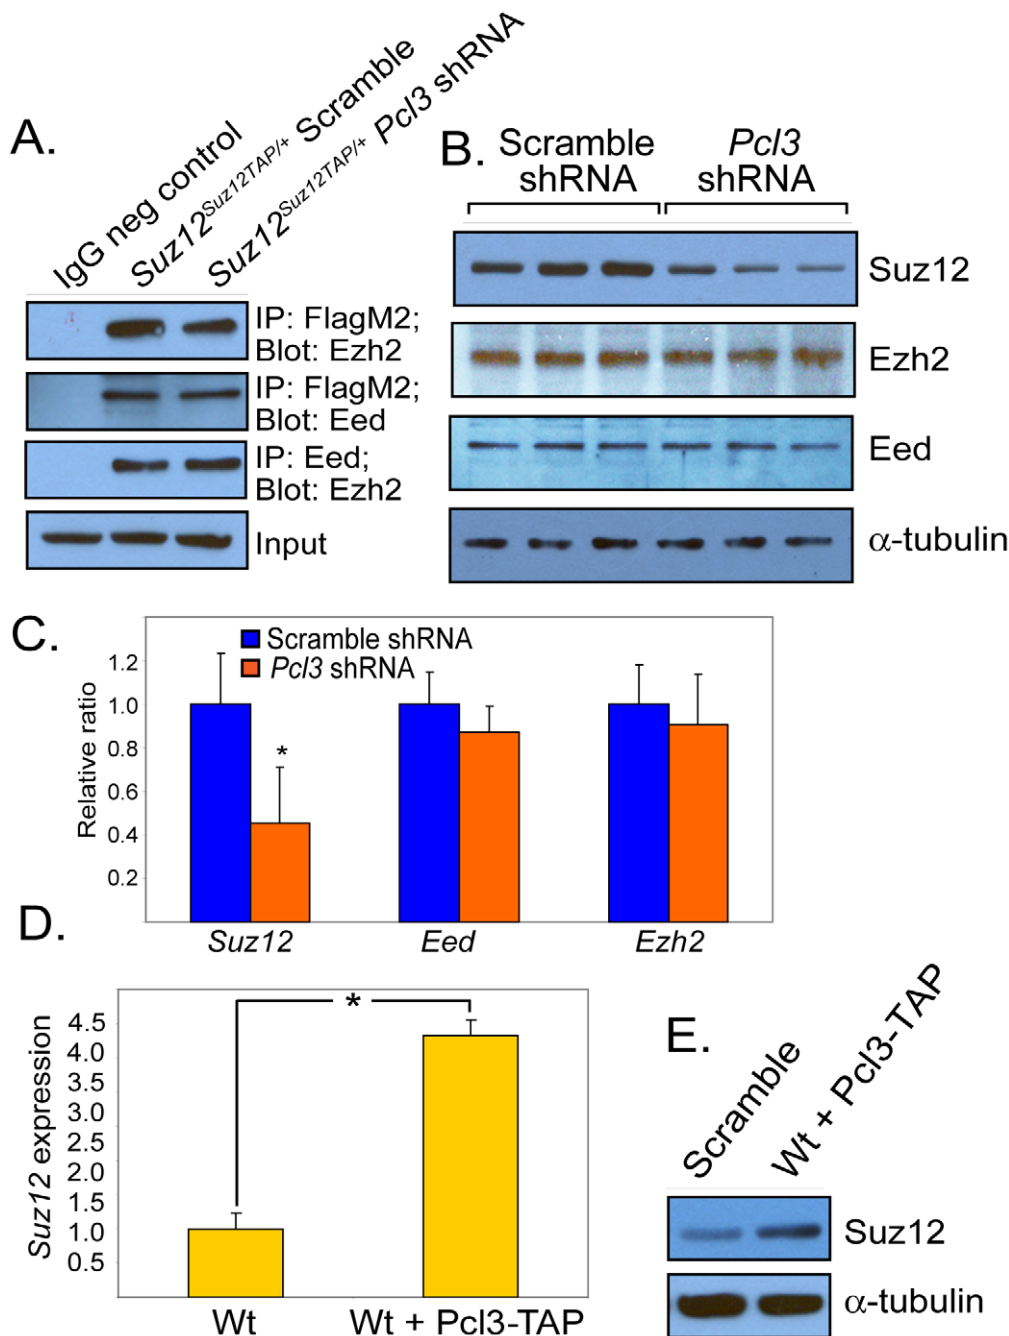 A.
IgG neg control
Suz12Suz12TAP/+ Scramble
Suz12Suz12TAP/+ Pcl3 shRNA
IP: FlagM2;
Blot: Ezh2
IP: FlagM2;
Blot: Eed
IP: Eed;
Blot: Ezh2
Input
B.
Scramble
shRNA
Pcl3
shRNA
Suz12
Ezh2
Eed
α-tubulin
C.
Scramble shRNA
Pcl3 shRNA
Relative ratio
1.2
1.0
0.8
0.6
0.4
0.2
*
Suz12
Eed
Ezh2
D.
Suz12 expression
4.5
4.0
3.5
3.0
2.5
2.0
1.5
1.0
0.5
*
Wt
Wt + Pcl3-TAP
E.
Scramble
Wt + Pcl3-TAP
Suz12
α-tubulin